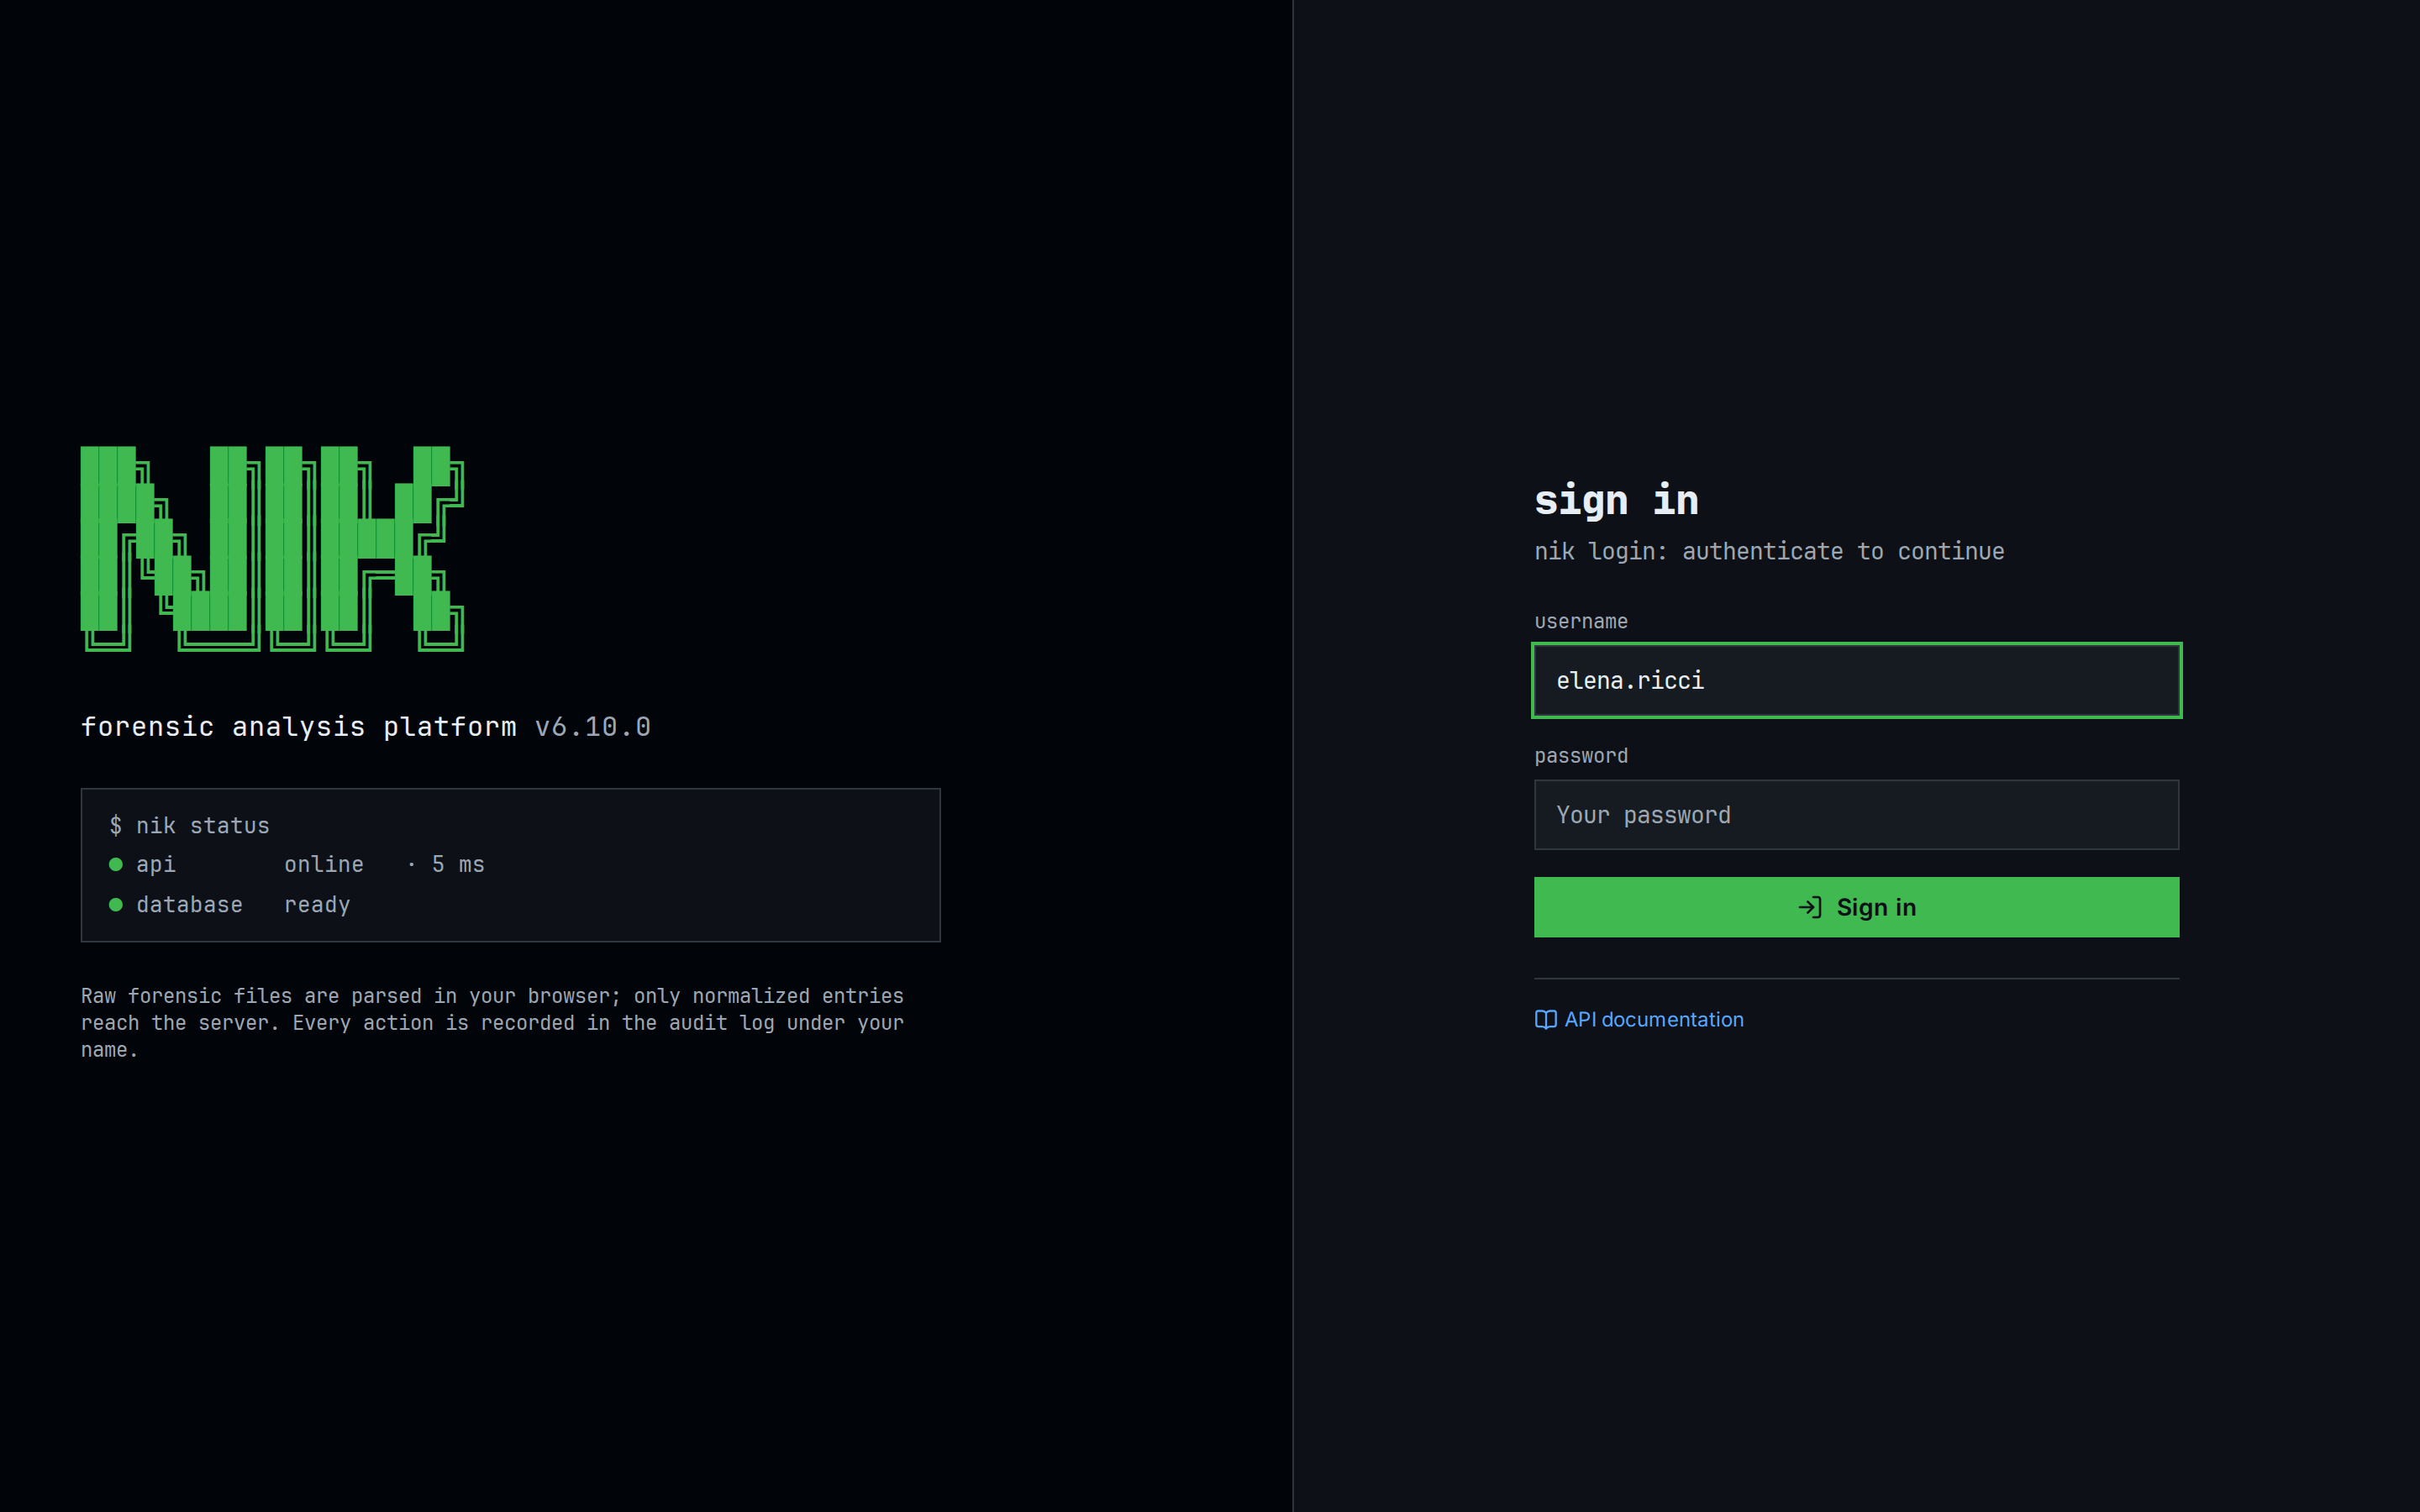 NIK
forensic analysis platform v6.10.0
$ nik status
api online · 5 ms
database ready
Raw forensic files are parsed in your browser; only normalized entries
reach the server. Every action is recorded in the audit log under your
name.
sign in
nik login: authenticate to continue
username
elena.ricci
password
Your password
Sign in
API documentation